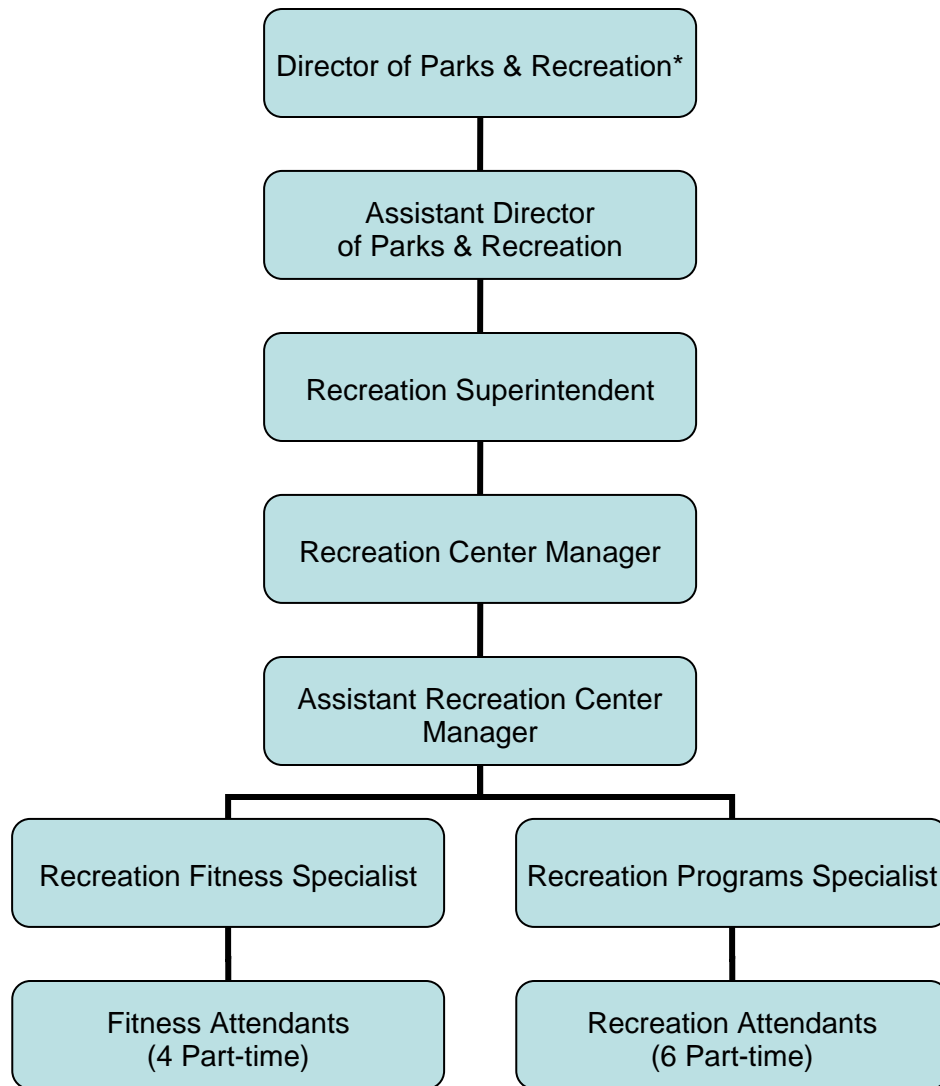 Director of Parks & Recreation*
Assistant Director
of Parks & Recreation
Recreation Superintendent
Recreation Center Manager
Assistant Recreation Center
Manager
Recreation Fitness Specialist
Recreation Programs Specialist
Fitness Attendants
(4 Part-time)
Recreation Attendants
(6 Part-time)